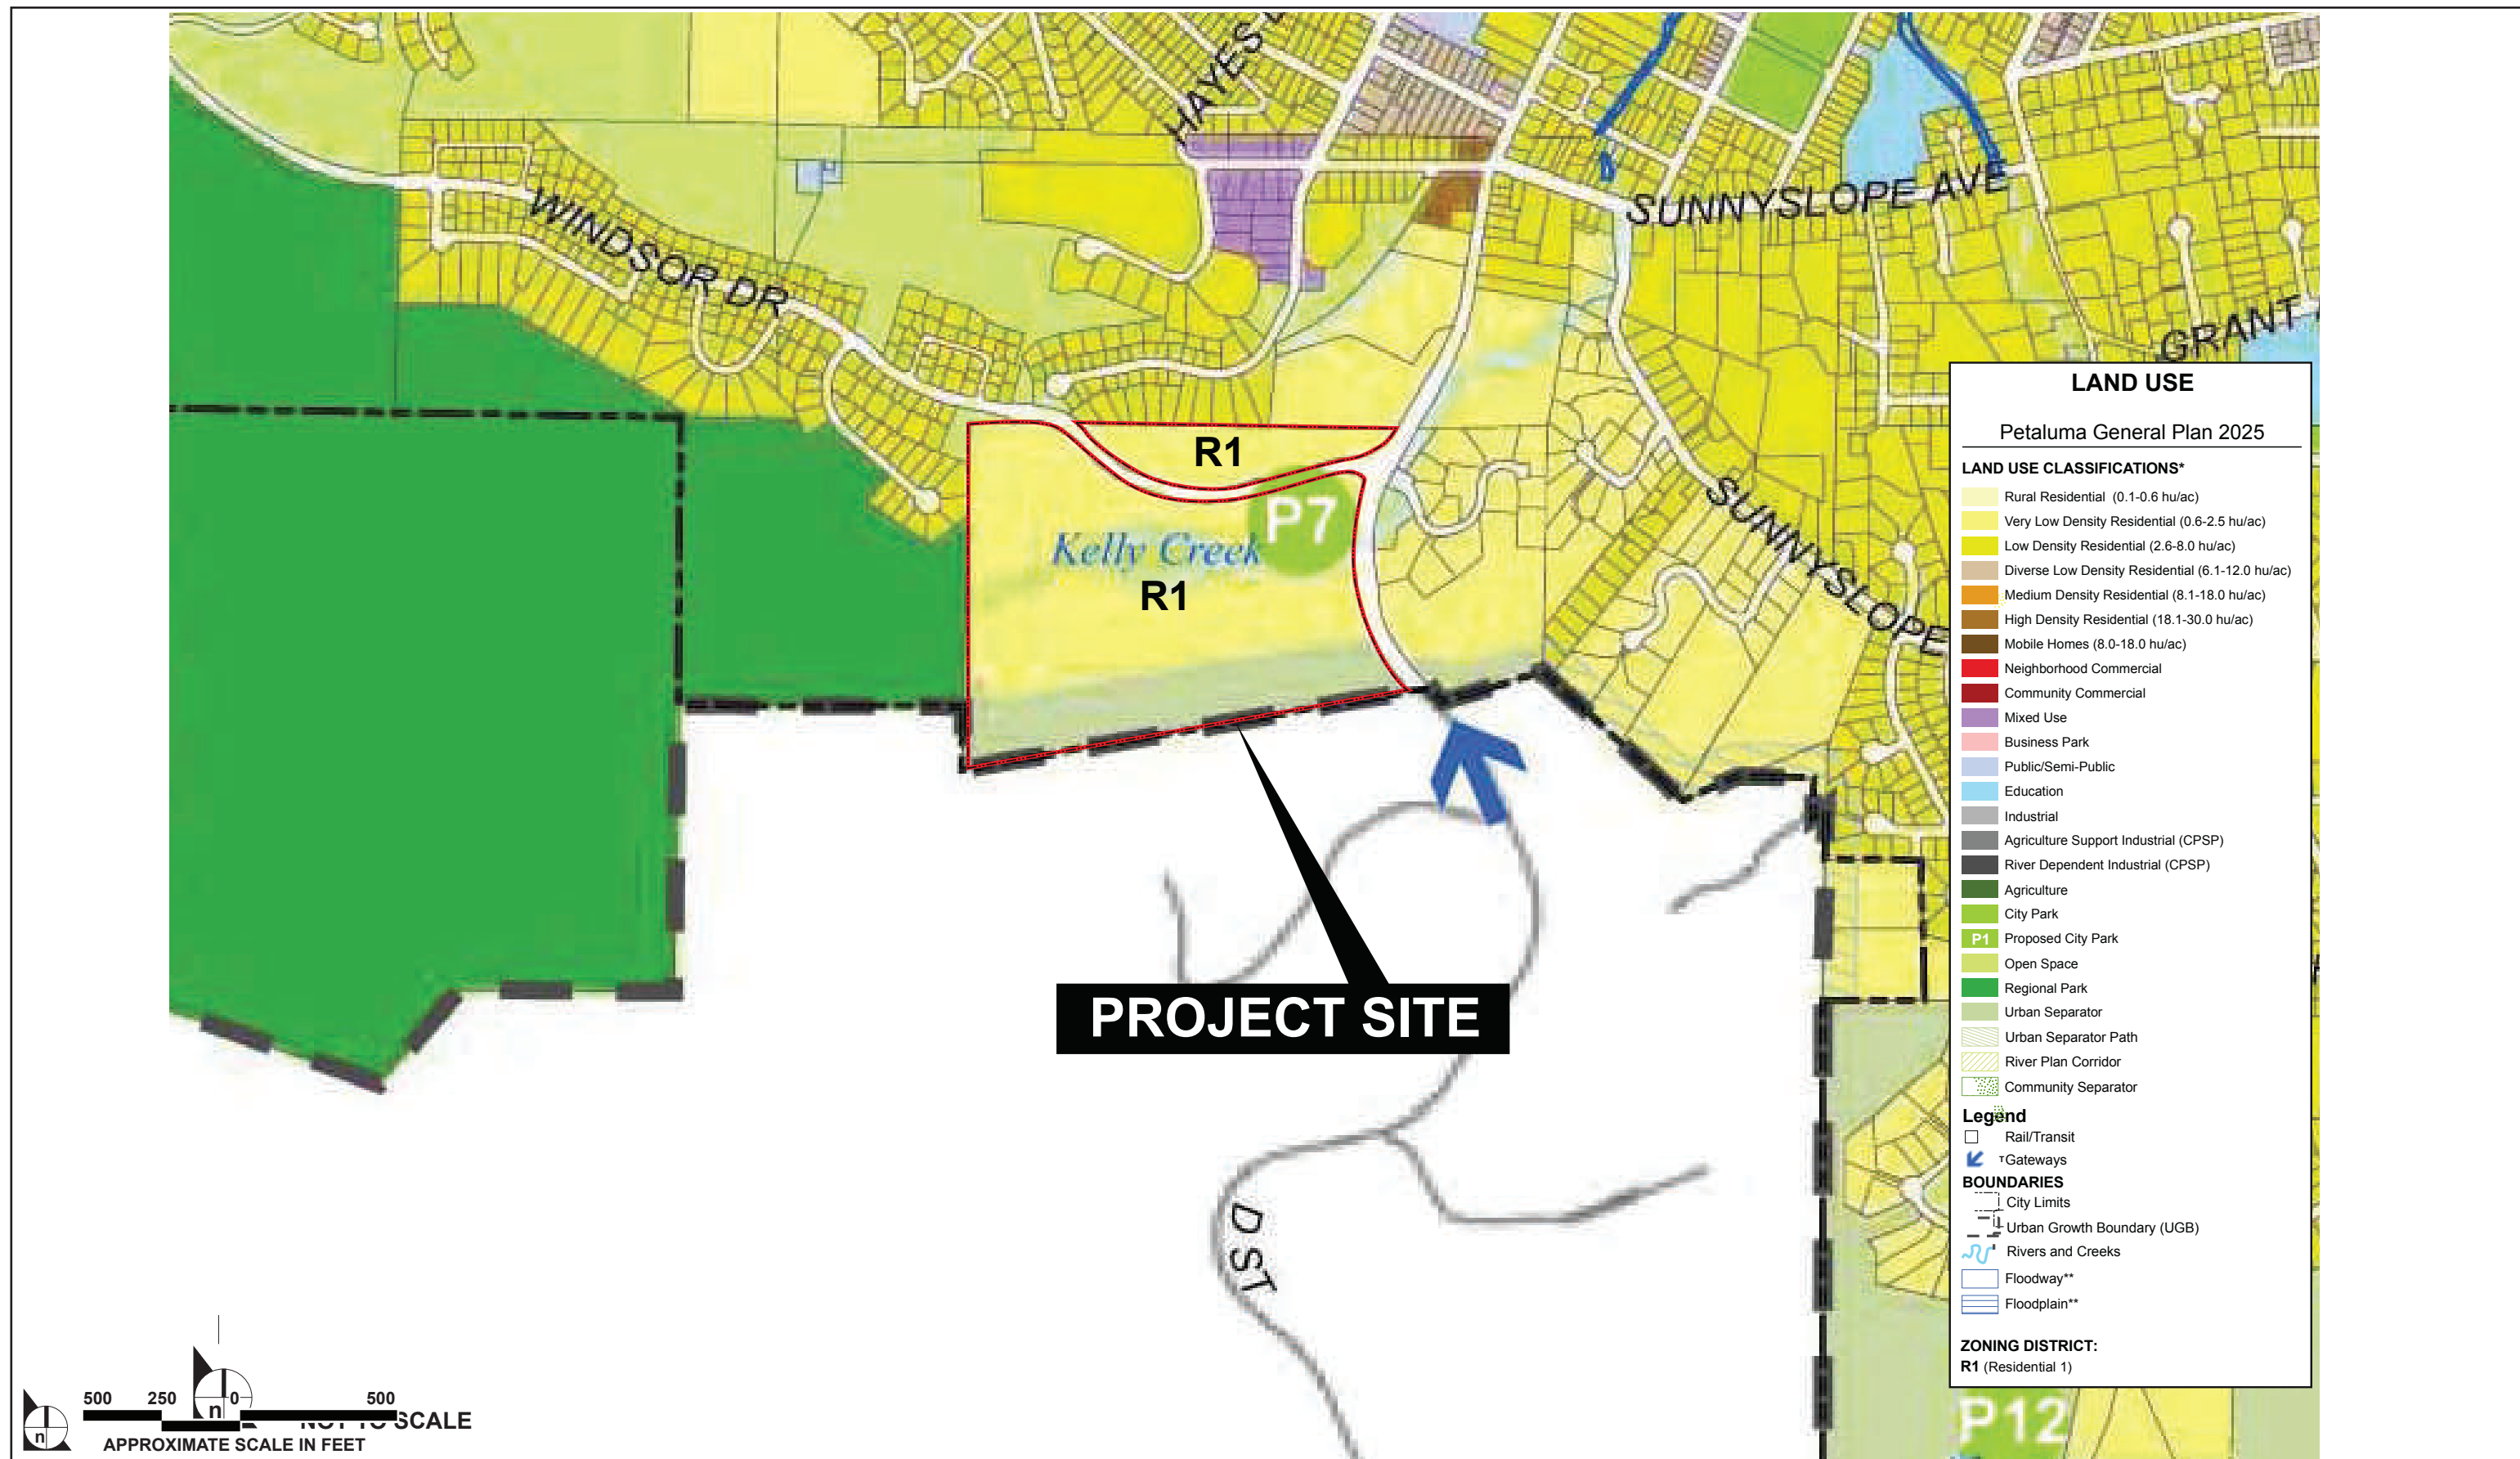 HAYES
WINDSOR DR
SUNNYSLOPE AVE
GRANT
SUNNYSLOPE
R1
P7
Kelly Creek
R1
PROJECT SITE
D ST
P12
LAND USE
Petaluma General Plan 2025
LAND USE CLASSIFICATIONS*
Rural Residential (0.1-0.6 hu/ac)
Very Low Density Residential (0.6-2.5 hu/ac)
Low Density Residential (2.6-8.0 hu/ac)
Diverse Low Density Residential (6.1-12.0 hu/ac)
Medium Density Residential (8.1-18.0 hu/ac)
High Density Residential (18.1-30.0 hu/ac)
Mobile Homes (8.0-18.0 hu/ac)
Neighborhood Commercial
Community Commercial
Mixed Use
Business Park
Public/Semi-Public
Education
Industrial
Agriculture Support Industrial (CPSP)
River Dependent Industrial (CPSP)
Agriculture
City Park
P1 Proposed City Park
Open Space
Regional Park
Urban Separator
Urban Separator Path
River Plan Corridor
Community Separator
Legend
Rail/Transit
T Gateways
BOUNDARIES
City Limits
Urban Growth Boundary (UGB)
Rivers and Creeks
Floodway**
Floodplain**
ZONING DISTRICT:
R1 (Residential 1)
n
n
500 250 0 500
NOT TO SCALE
APPROXIMATE SCALE IN FEET